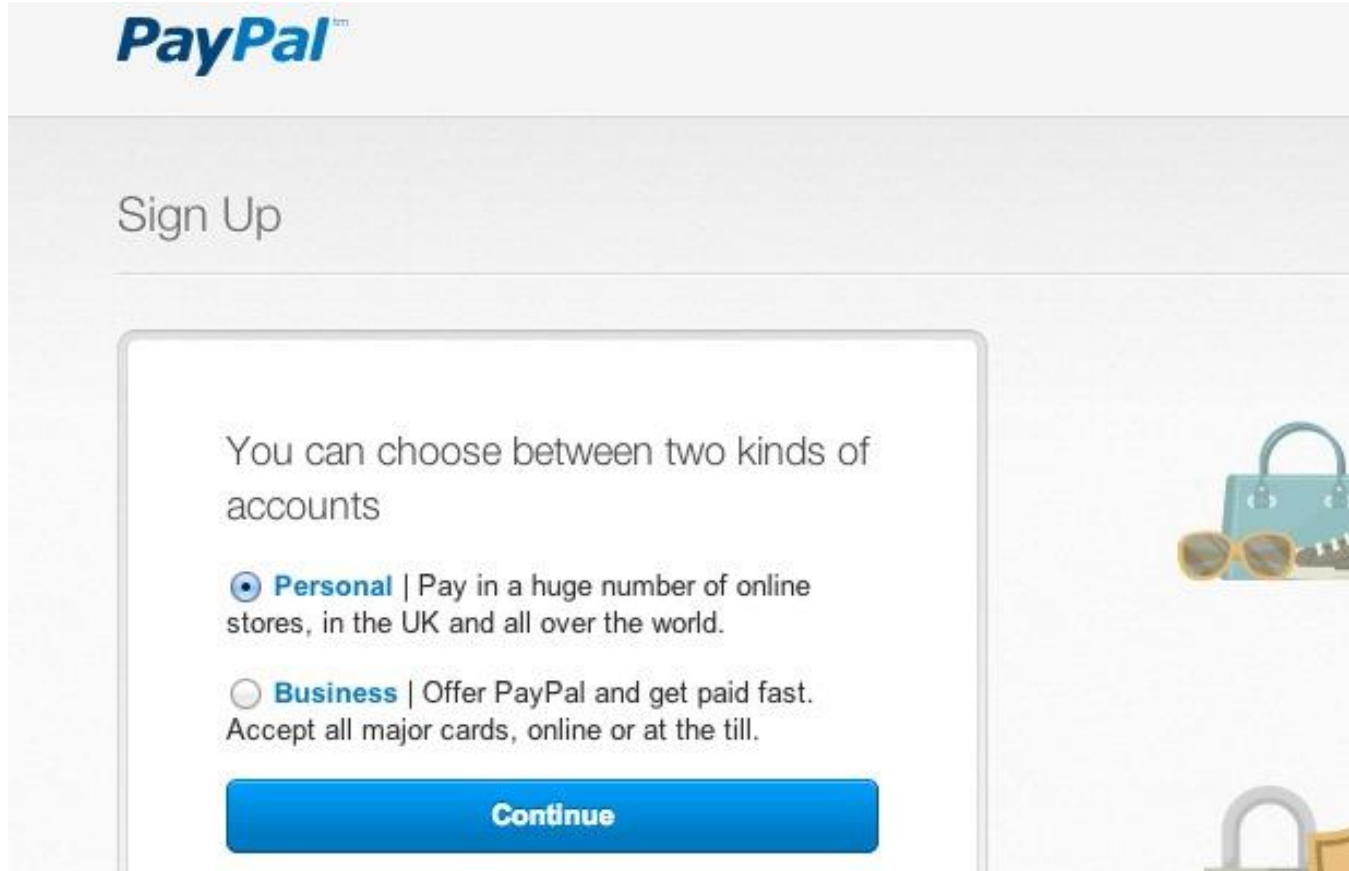 PayPal™
Sign Up
You can choose between two kinds of
accounts
Personal | Pay in a huge number of online
stores, in the UK and all over the world.
Business | Offer PayPal and get paid fast.
Accept all major cards, online or at the till.
Continue